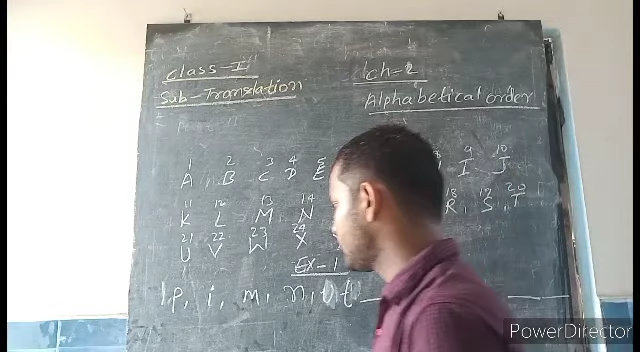 Class-I
Ch=2
Sub-Translation
Alphabetical order
1 2 3 4 5 9 10
A, B C D E I J
11 12 13 14 18 19 20
K L M N R, S, T
21 22 23 24
U V W X
EX-1
1. p, i, m, n,
PowerDirector